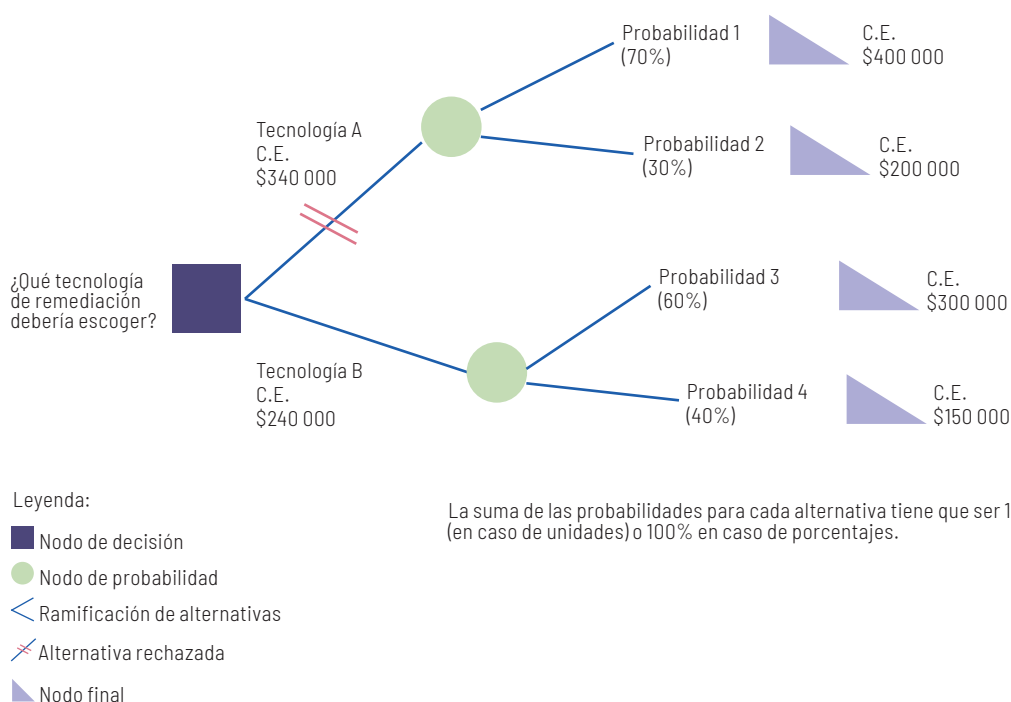 Probabilidad 1
(70%)
C.E.
$400 000
Tecnología A
C.E.
$340 000
Probabilidad 2
(30%)
C.E.
$200 000
¿Qué tecnología
de remediación
debería escoger?
Probabilidad 3
(60%)
C.E.
$300 000
Tecnología B
C.E.
$240 000
Probabilidad 4
(40%)
C.E.
$150 000
Leyenda:
Nodo de decisión
Nodo de probabilidad
Ramificación de alternativas
Alternativa rechazada
Nodo final
La suma de las probabilidades para cada alternativa tiene que ser 1
(en caso de unidades) o 100% en caso de porcentajes.